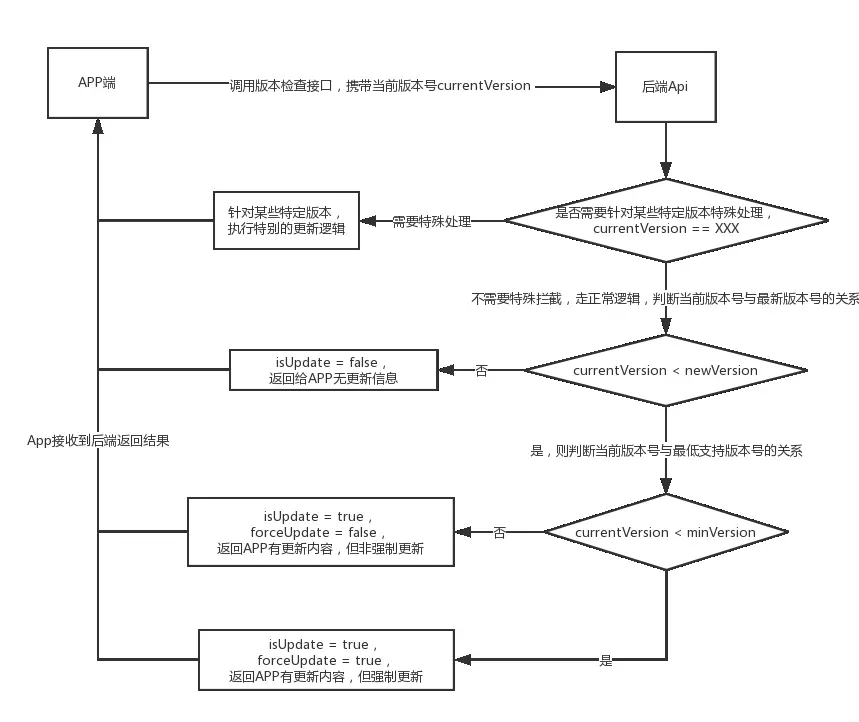 APP端
调用版本检查接口，携带当前版本号currentVersion
后端Api
针对某些特定版本，
执行特别的更新逻辑
需要特殊处理
是否需要针对某些特定版本特殊处理，
currentVersion == XXX
不需要特殊拦截，走正常逻辑，判断当前版本号与最新版本号的关系
isUpdate = false，
返回给APP无更新信息
否
currentVersion < newVersion
App接收到后端返回结果
是，则判断当前版本号与最低支持版本号的关系
isUpdate = true，
forceUpdate = false，
返回APP有更新内容，但非强制更新
否
currentVersion < minVersion
isUpdate = true，
forceUpdate = true，
返回APP有更新内容，但强制更新
是